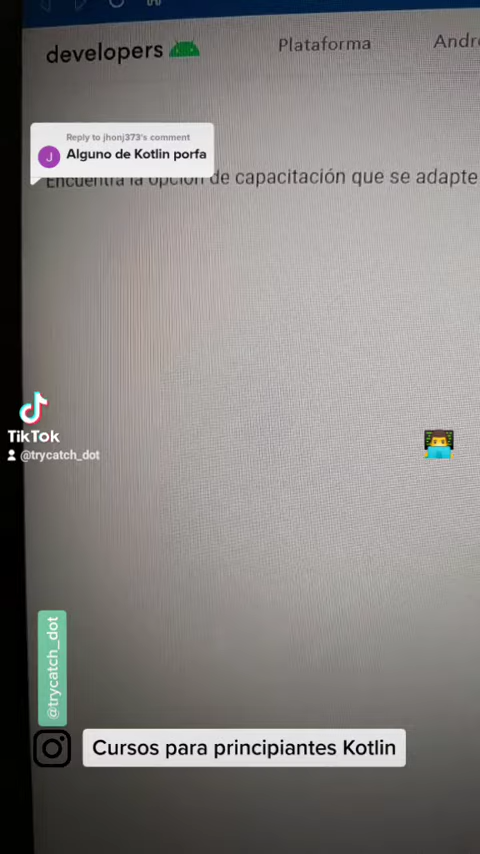 developers
Plataforma
Andro
Reply to jhonj373's comment
J
Alguno de Kotlin porfa
Encuentra la opción de capacitación que se adapte
TikTok
@trycatch_dot
@trycatch_dot
Cursos para principiantes Kotlin